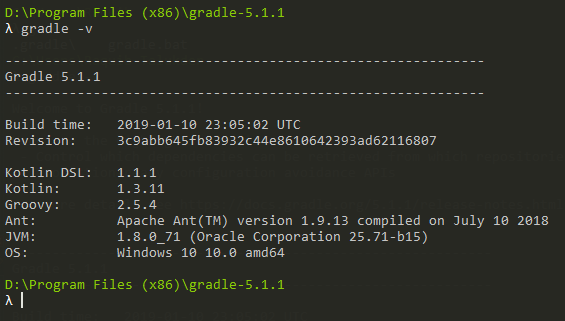 D:\Program Files (x86)\gradle-5.1.1
λ gradle -v
------------------------------------------------------------
Gradle 5.1.1
------------------------------------------------------------
Build time:   2019-01-10 23:05:02 UTC
Revision:     3c9abb645fb83932c44e8610642393ad62116807
Kotlin DSL:   1.1.1
Kotlin:       1.3.11
Groovy:       2.5.4
Ant:          Apache Ant(TM) version 1.9.13 compiled on July 10 2018
JVM:          1.8.0_71 (Oracle Corporation 25.71-b15)
OS:           Windows 10 10.0 amd64
D:\Program Files (x86)\gradle-5.1.1
λ